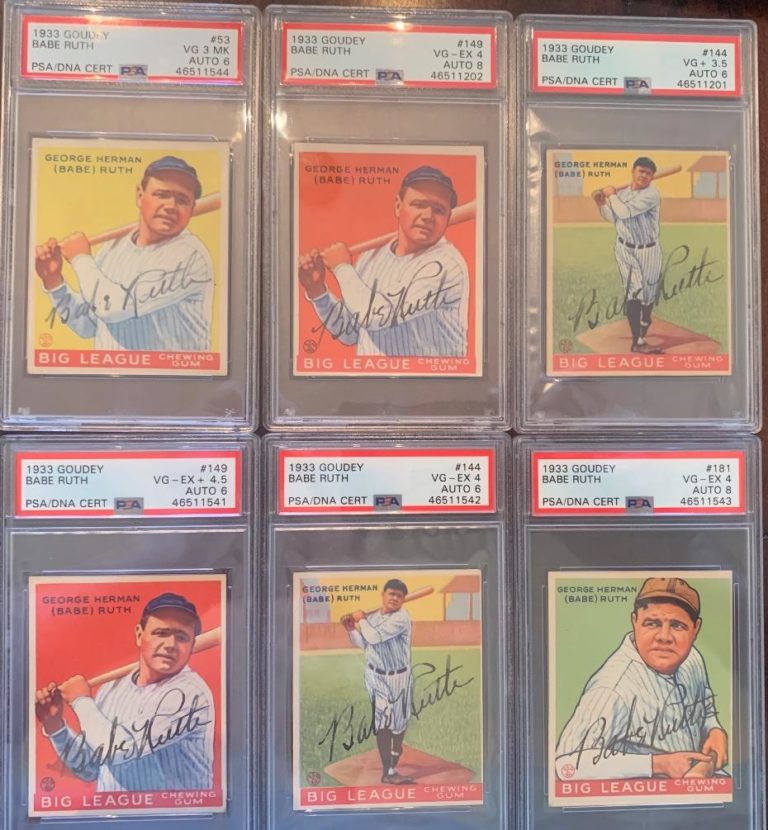 1933 GOUDEY #53
BABE RUTH VG 3 MK
AUTO 6
PSA/DNA CERT PSA 46511544
GEORGE HERMAN
(BABE) RUTH
Babe Ruth
BIG LEAGUE CHEWING GUM
1933 GOUDEY #149
BABE RUTH VG-EX 4
AUTO 8
PSA/DNA CERT PSA 46511202
GEORGE HERMAN
(BABE) RUTH
Babe Ruth
BIG LEAGUE CHEWING GUM
1933 GOUDEY #144
BABE RUTH VG+ 3.5
AUTO 6
PSA/DNA CERT PSA 46511201
GEORGE HERMAN
(BABE) RUTH
Babe Ruth
BIG LEAGUE CHEWING GUM
1933 GOUDEY #149
BABE RUTH VG-EX+ 4.5
AUTO 6
PSA/DNA CERT PSA 46511541
GEORGE HERMAN
(BABE) RUTH
Babe Ruth
BIG LEAGUE CHEWING GUM
1933 GOUDEY #144
BABE RUTH VG-EX 4
AUTO 6
PSA/DNA CERT PSA 46511542
GEORGE HERMAN
(BABE) RUTH
Babe Ruth
BIG LEAGUE CHEWING GUM
1933 GOUDEY #181
BABE RUTH VG-EX 4
AUTO 8
PSA/DNA CERT PSA 46511543
GEORGE HERMAN
(BABE) RUTH
Babe Ruth
BIG LEAGUE CHEWING GUM